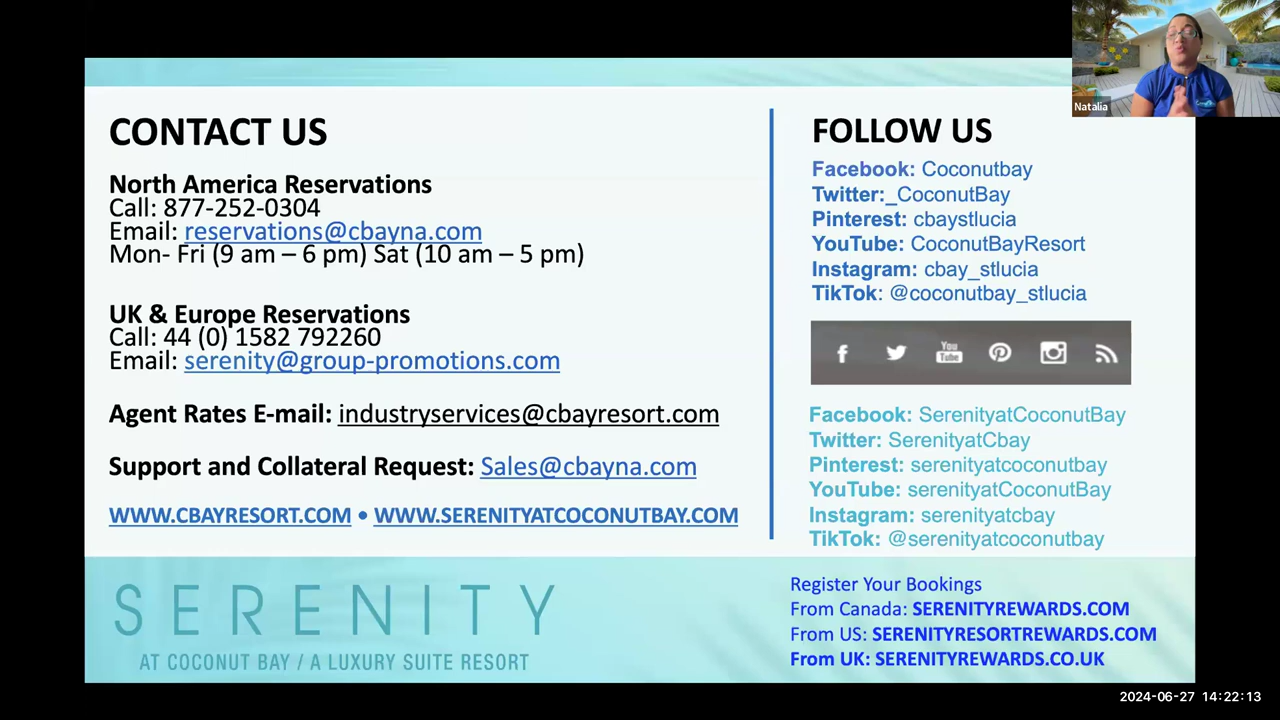 Natalia
CONTACT US
North America Reservations
Call: 877-252-0304
Email: reservations@cbayna.com
Mon- Fri (9 am – 6 pm) Sat (10 am – 5 pm)
UK & Europe Reservations
Call: 44 (0) 1582 792260
Email: serenity@group-promotions.com
Agent Rates E-mail: industryservices@cbayresort.com
Support and Collateral Request: Sales@cbayna.com
WWW.CBAYRESORT.COM • WWW.SERENITYATCOCONUTBAY.COM
FOLLOW US
Facebook: Coconutbay
Twitter:_CoconutBay
Pinterest: cbaystlucia
YouTube: CoconutBayResort
Instagram: cbay_stlucia
TikTok: @coconutbay_stlucia
You
Tube
Facebook: SerenityatCoconutBay
Twitter: SerenityatCbay
Pinterest: serenityatcoconutbay
YouTube: serenityatCoconutBay
Instagram: serenityatcbay
TikTok: @serenityatcoconutbay
SERENITY
AT COCONUT BAY / A LUXURY SUITE RESORT
Register Your Bookings
From Canada: SERENITYREWARDS.COM
From US: SERENITYRESORTREWARDS.COM
From UK: SERENITYREWARDS.CO.UK
2024-06-27 14:22:13